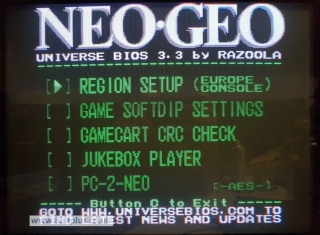 NEO·GEO
UNIVERSE BIOS 3.3 by RAZOOLA
[▶] REGION SETUP (EUROPE CONSOLE)
[ ] GAME SOFTDIP SETTINGS
[ ] GAMECART CRC CHECK
[ ] JUKEBOX PLAYER
[ ] PC-2-NEO [-AES-]
----- Button C to Exit -----
GOTO WWW.UNIVERSEBIOS.COM TO
LATEST NEWS AND UPDATES